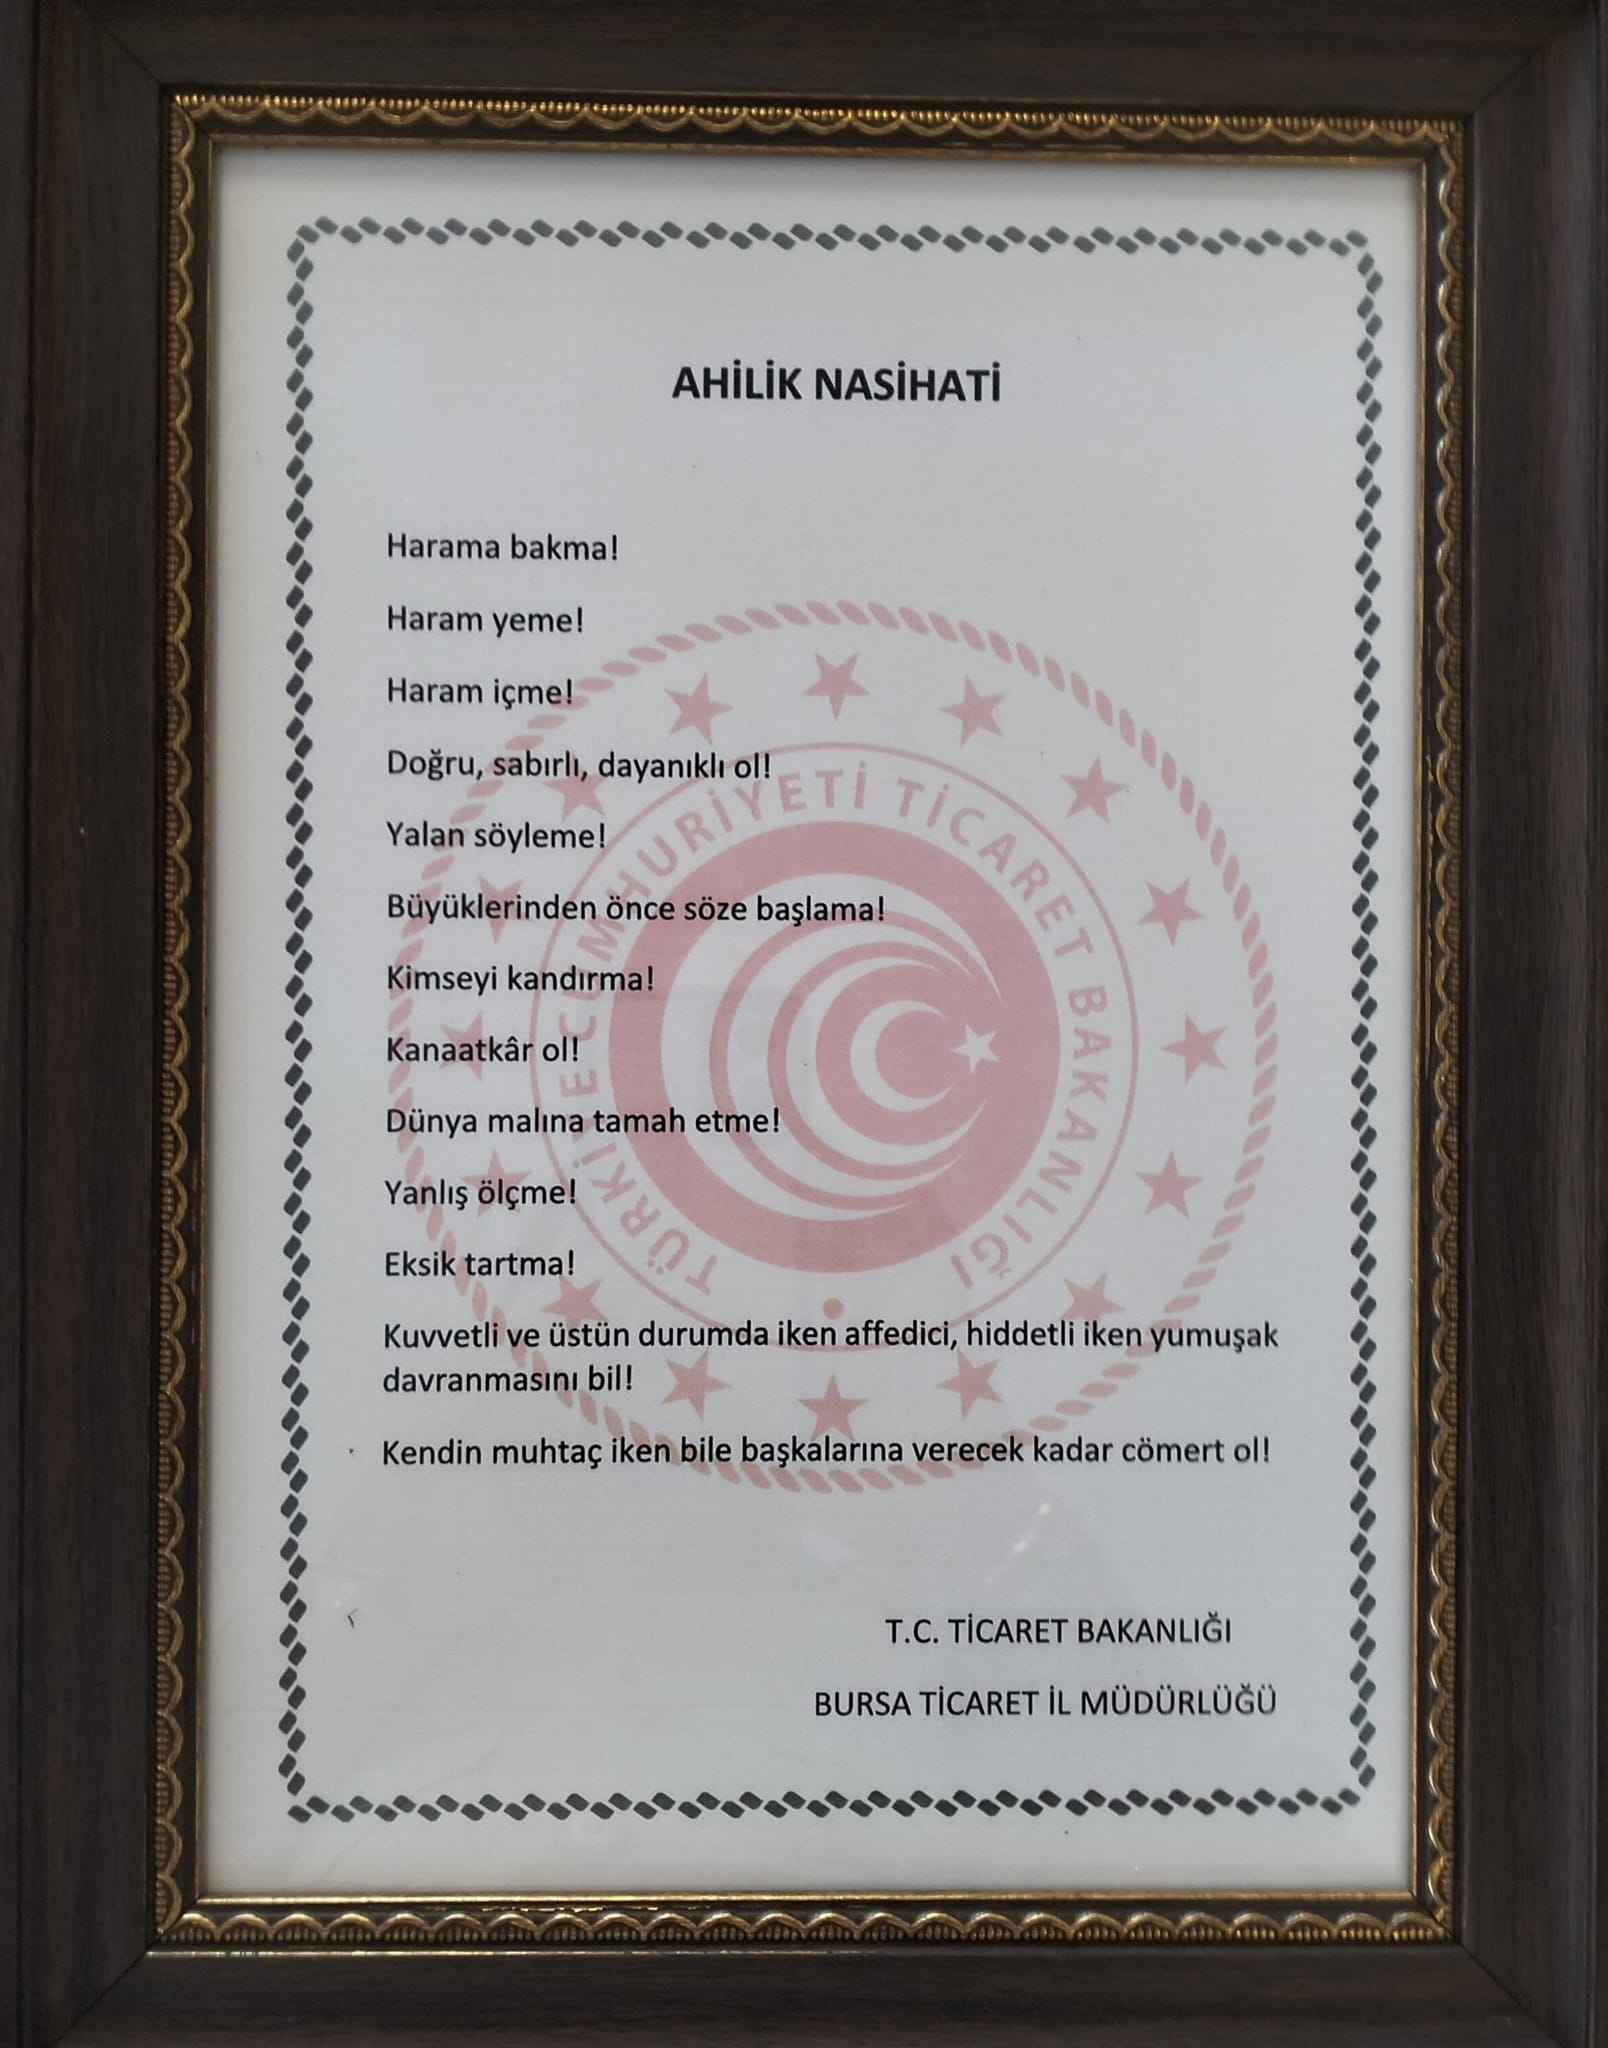 AHİLİK NASİHATİ
Harama bakma!
Haram yeme!
Haram içme!
Doğru, sabırlı, dayanıklı ol!
Yalan söyleme!
Büyüklerinden önce söze başlama!
Kimseyi kandırma!
Kanaatkâr ol!
Dünya malına tamah etme!
Yanlış ölçme!
Eksik tartma!
Kuvvetli ve üstün durumda iken affedici, hiddetli iken yumuşak
davranmasını bil!
Kendin muhtaç iken bile başkalarına verecek kadar cömert ol!
T.C. TİCARET BAKANLIĞI
BURSA TİCARET İL MÜDÜRLÜĞÜ
TÜRKİYE CUMHURİYETİ TİCARET BAKANLIĞI